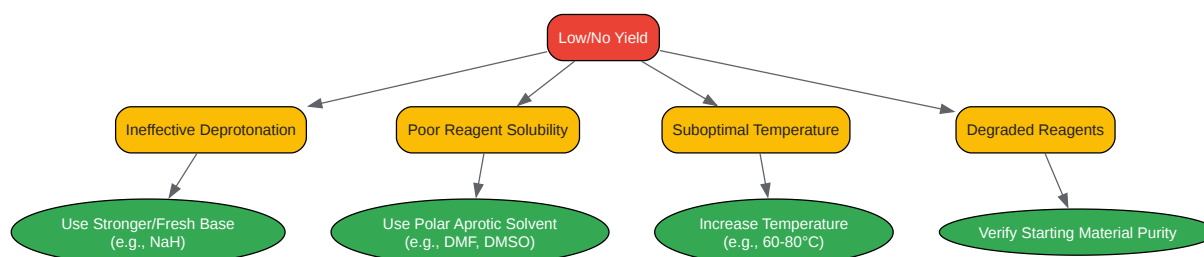 Low/No Yield
Ineffective Deprotonation
Poor Reagent Solubility
Suboptimal Temperature
Degraded Reagents
Use Stronger/Fresh Base
(e.g., NaH)
Use Polar Aprotic Solvent
(e.g., DMF, DMSO)
Increase Temperature
(e.g., 60-80°C)
Verify Starting Material Purity